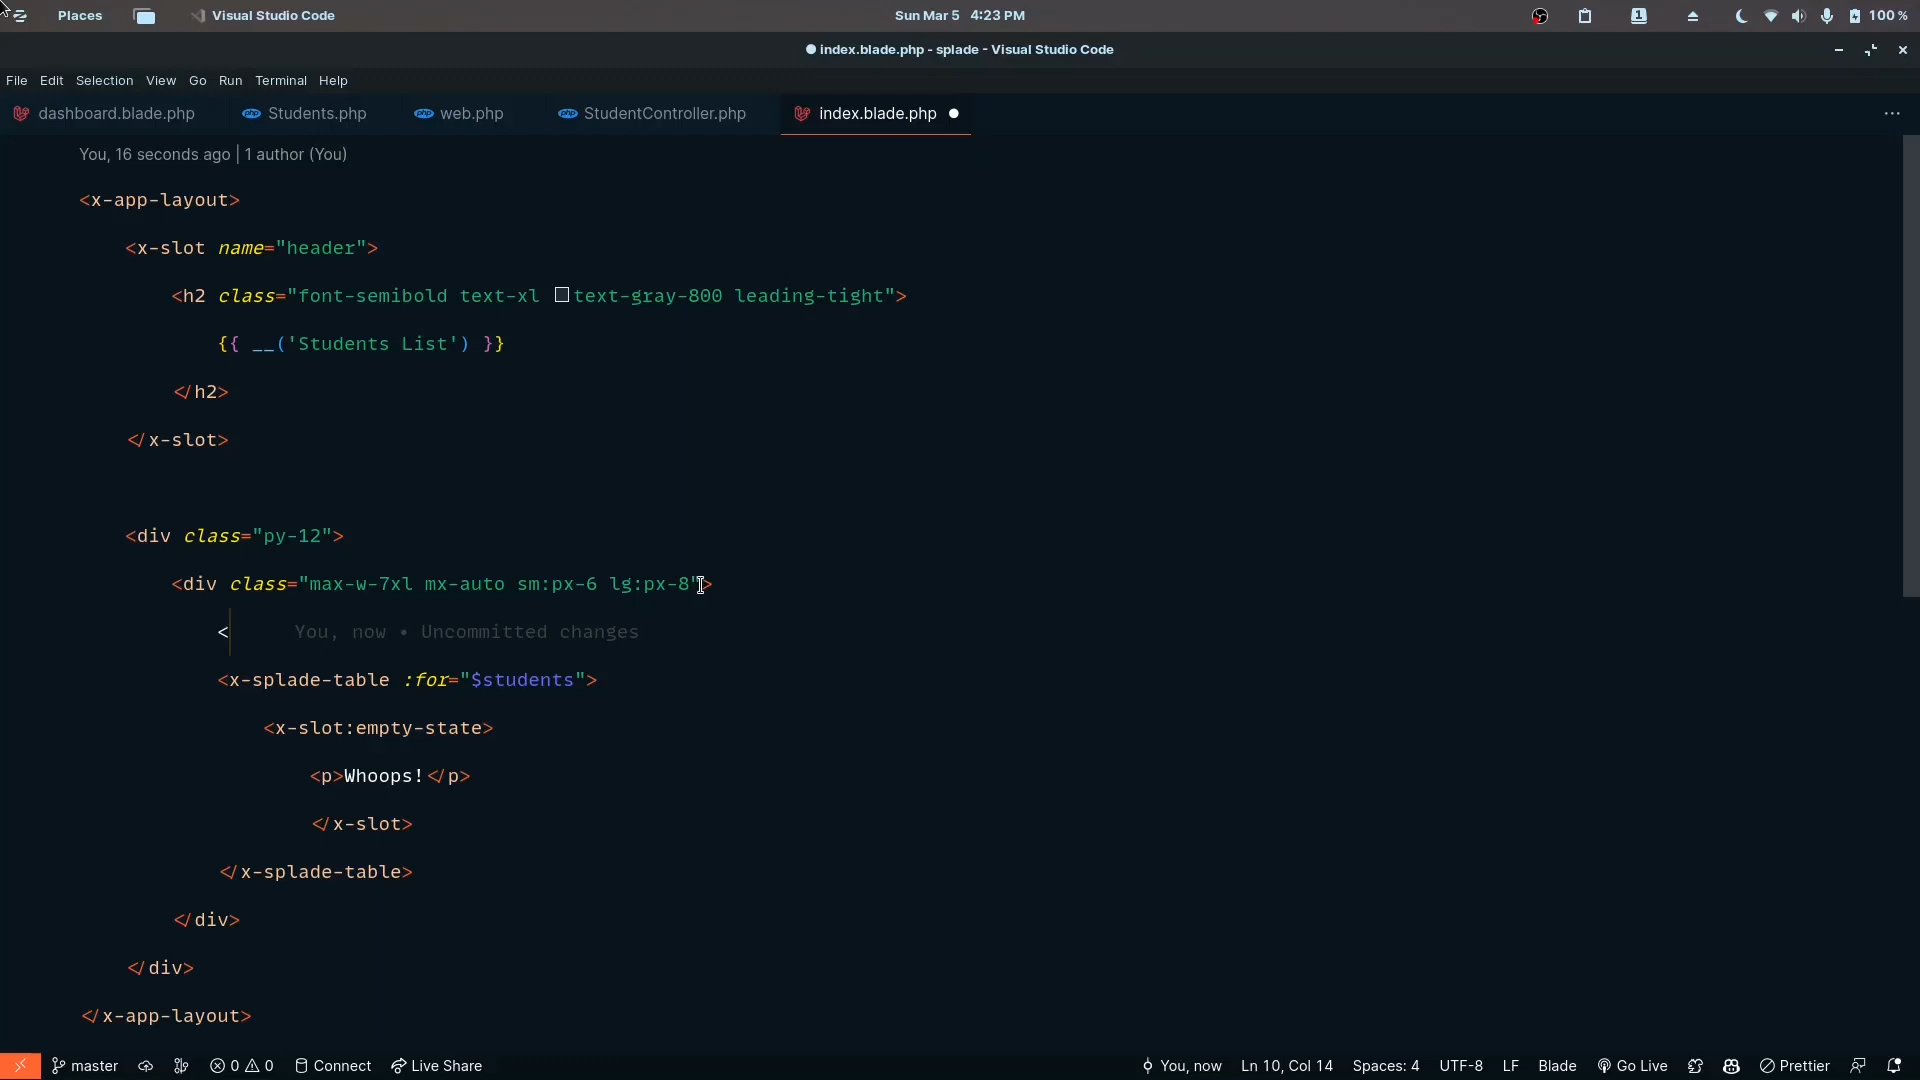 Places Visual Studio Code Sun Mar 5 4:23 PM 1 100 %
index.blade.php - splade - Visual Studio Code
File Edit Selection View Go Run Terminal Help
dashboard.blade.php php Students.php php web.php php StudentController.php index.blade.php
You, 16 seconds ago | 1 author (You)
<x-app-layout>
<x-slot name="header">
<h2 class="font-semibold text-xl text-gray-800 leading-tight">
{{ __('Students List') }}
</h2>
</x-slot>
<div class="py-12">
<div class="max-w-7xl mx-auto sm:px-6 lg:px-8">
< You, now • Uncommitted changes
<x-splade-table :for="$students">
<x-slot:empty-state>
<p>Whoops!</p>
</x-slot>
</x-splade-table>
</div>
</div>
</x-app-layout>
master 0 0 Connect Live Share You, now Ln 10, Col 14 Spaces: 4 UTF-8 LF Blade Go Live Prettier